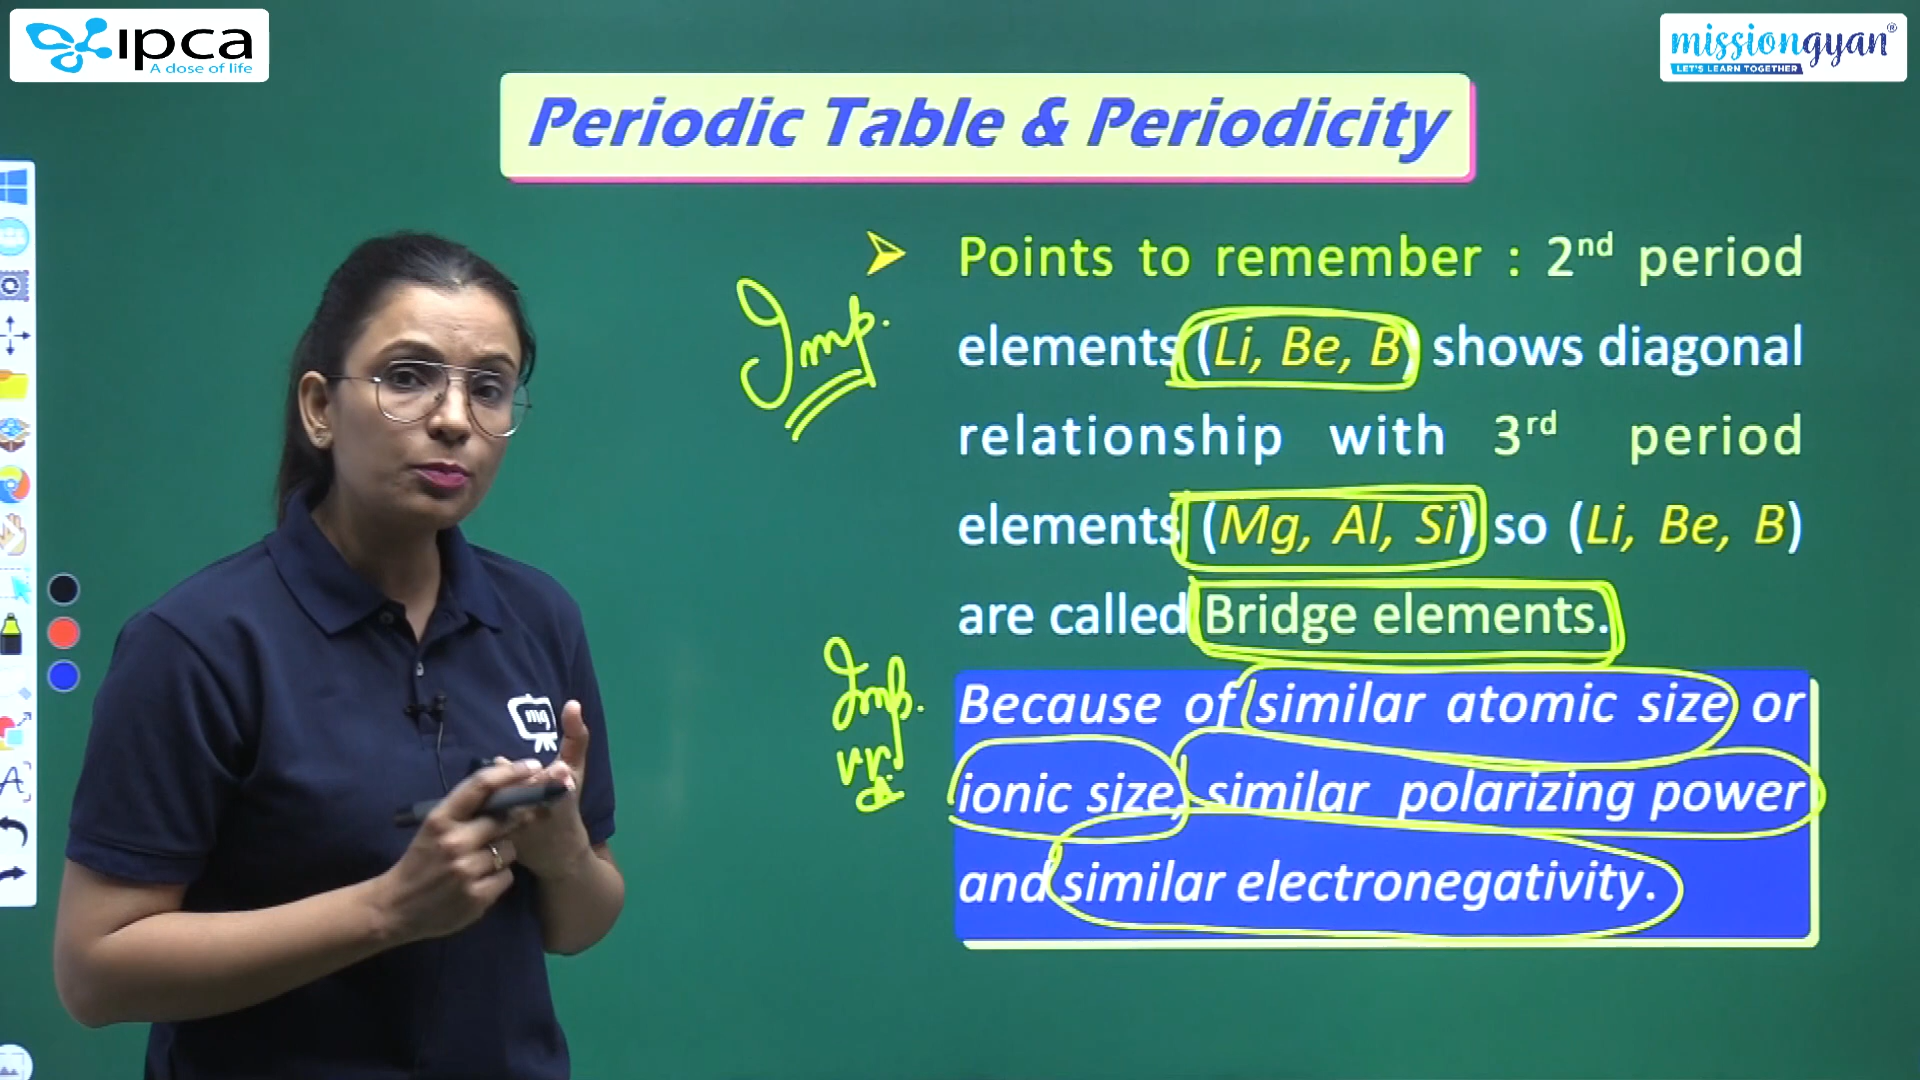 ipca
A dose of life
missiongyan®
LET'S LEARN TOGETHER
Periodic Table & Periodicity
Points to remember : 2nd period
elements (Li, Be, B) shows diagonal
relationship with 3rd period
elements (Mg, Al, Si) so (Li, Be, B)
are called Bridge elements.
Because of similar atomic size or
ionic size, similar polarizing power
and similar electronegativity.
Imp.
Imp.
mg
A